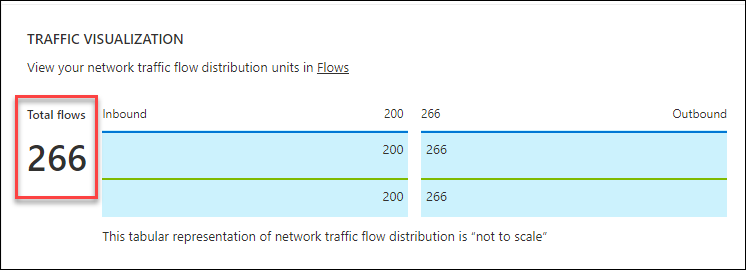 TRAFFIC VISUALIZATION
View your network traffic flow distribution units in Flows
Total flows Inbound 200 266 Outbound
266 200 266
200 266
This tabular representation of network traffic flow distribution is “not to scale”